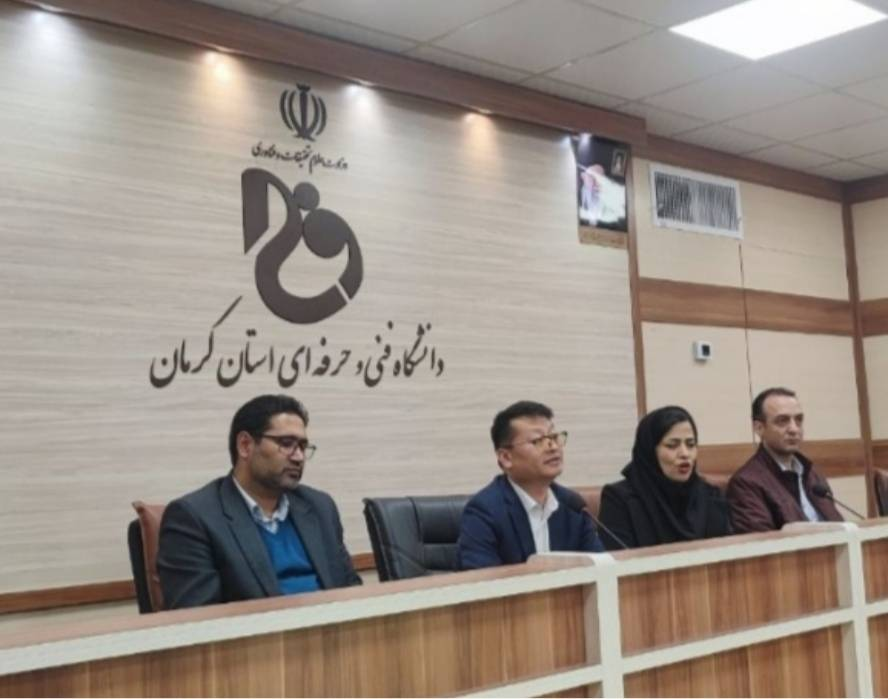 وزارت علوم تحقیقات و فناوری
دانشگاه فنی و حرفه ای استان کرمان